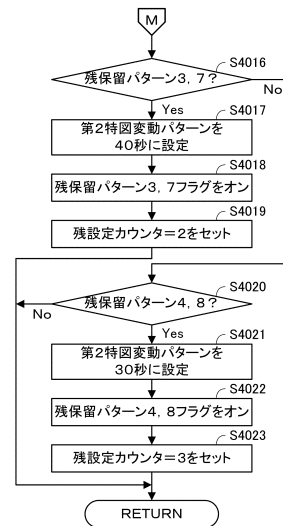 M
S4016
残保留パターン3，7？
No
Yes
S4017
第2特図変動パターンを
40秒に設定
S4018
残保留パターン3，7フラグをオン
S4019
残設定カウンタ＝2をセット
S4020
残保留パターン4，8？
No
Yes
S4021
第2特図変動パターンを
30秒に設定
S4022
残保留パターン4，8フラグをオン
S4023
残設定カウンタ＝3をセット
RETURN